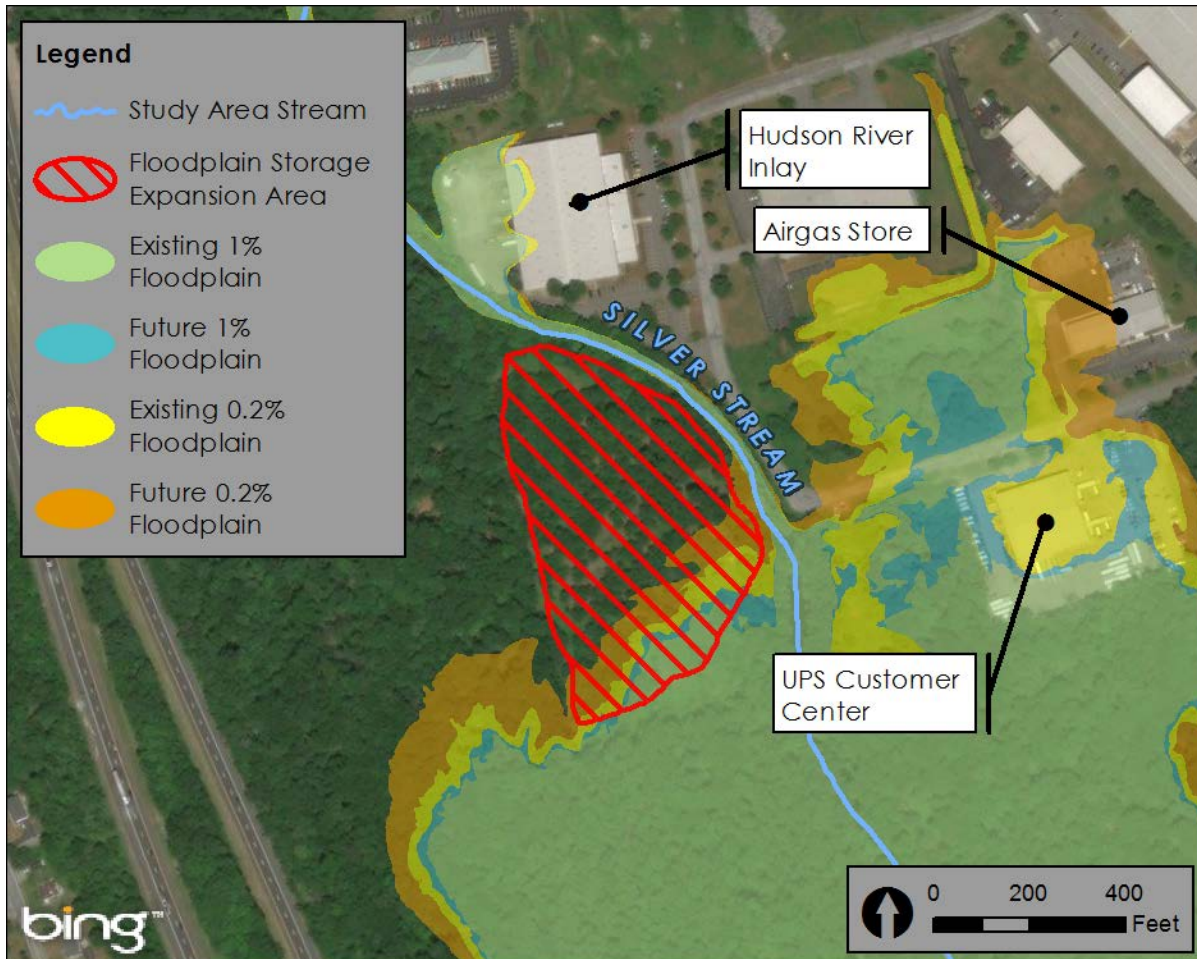 Legend
Study Area Stream
Floodplain Storage
Expansion Area
Existing 1%
Floodplain
Future 1%
Floodplain
Existing 0.2%
Floodplain
Future 0.2%
Floodplain
Hudson River
Inlay
Airgas Store
SILVER STREAM
UPS Customer
Center
0 200 400
Feet
bing™